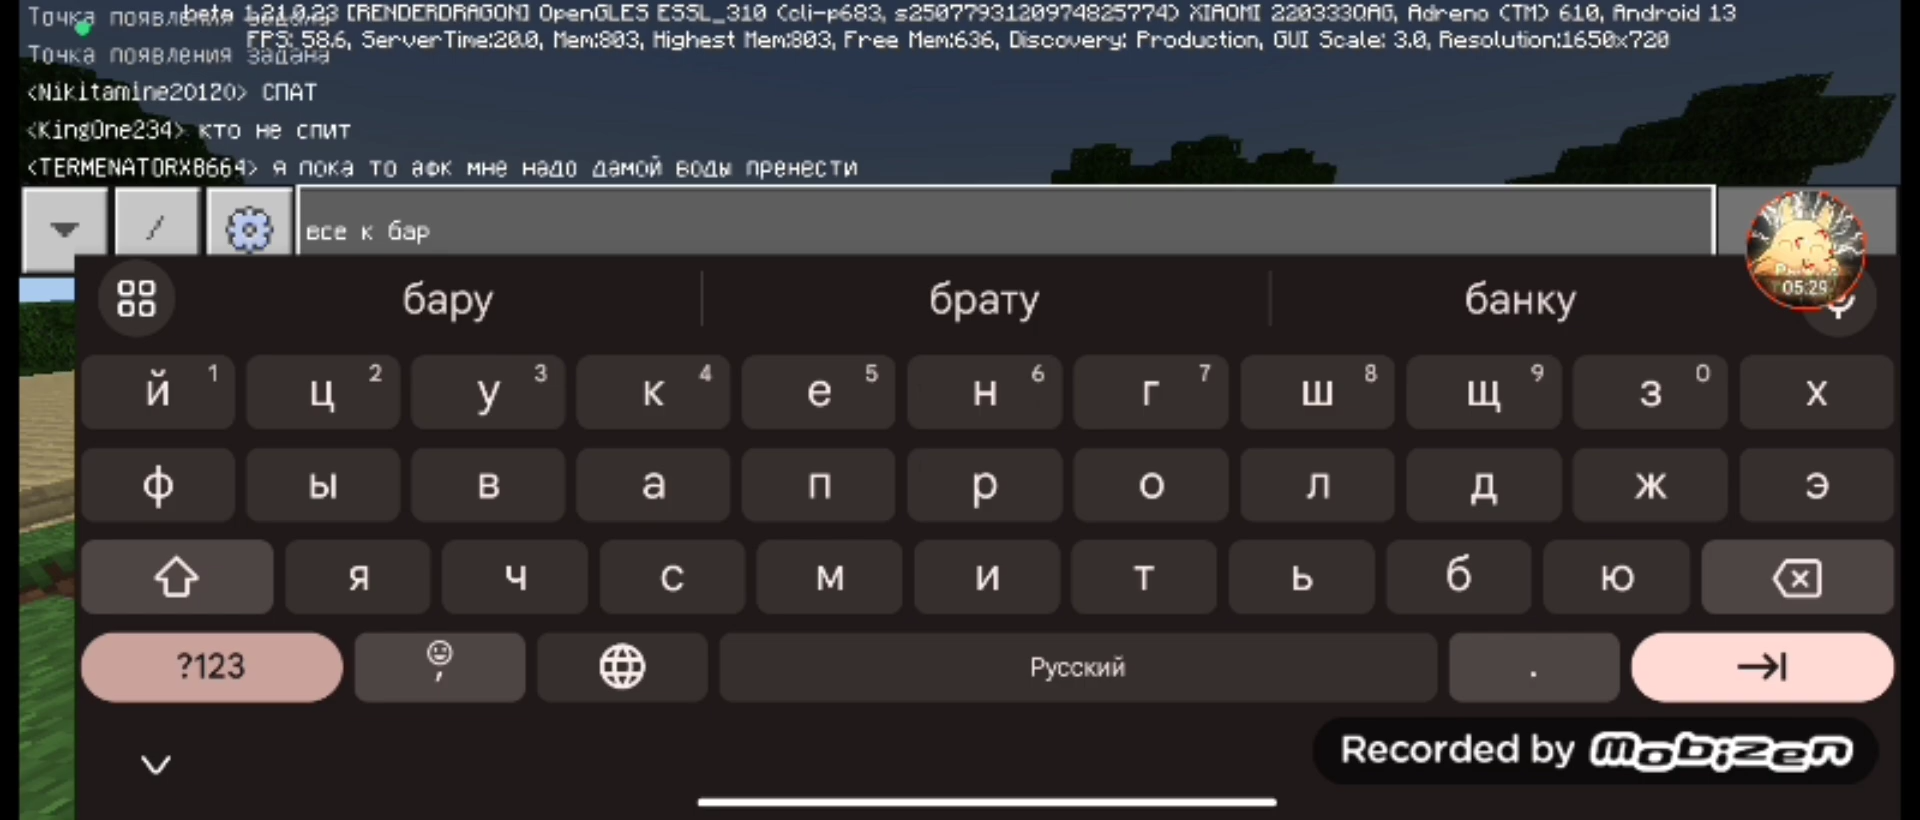 Точка появления задана
beta 1.21.0.23 [RENDERDRAGON] OpenGLES ESSL_310 (cli-p683, s2507793120974825774) XIAOMI 220333QAG, Adreno (TM) 610, Android 13
FPS: 58.6, ServerTime:20.0, Mem:803, Highest Mem:803, Free Mem:636, Discovery: Production, GUI Scale: 3.0, Resolution:1650x720
Точка появления задана
<Nikitamine20120> СПАТ
<KingOne234> кто не спит
<TERMENATORX8664> я пока то афк мне надо дамой воды пренести
/
все к бар
05:29
бару брату банку
й 1 ц 2 у 3 к 4 е 5 н 6 г 7 ш 8 щ 9 з 0 х
ф ы в а п р о л д ж э
я ч с м и т ь б ю
?123 , Русский .
Recorded by mobizen